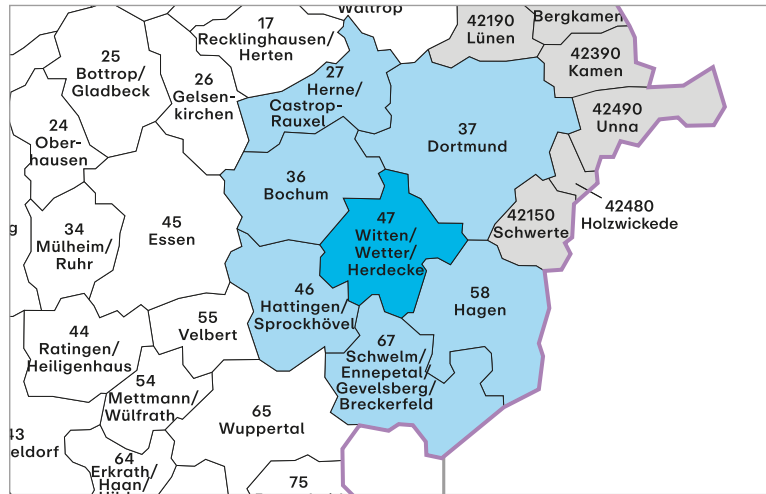 Waltrop
17
Recklinghausen/
Herten
42190
Lünen
Bergkamen
42390
Kamen
25
Bottrop/
Gladbeck
26
Gelsen-
kirchen
27
Herne/
Castrop-
Rauxel
42490
Unna
24
Ober-
hausen
37
Dortmund
36
Bochum
42480
Holzwickede
42150
Schwerte
34
Mülheim/
Ruhr
g
45
Essen
47
Witten/
Wetter/
Herdecke
46
Hattingen/
Sprockhövel
58
Hagen
55
Velbert
44
Ratingen/
Heiligenhaus
67
Schwelm/
Ennepetal/
Gevelsberg/
Breckerfeld
54
Mettmann/
Wülfrath
65
Wuppertal
43
eldorf
64
Erkrath/
Haan/
75